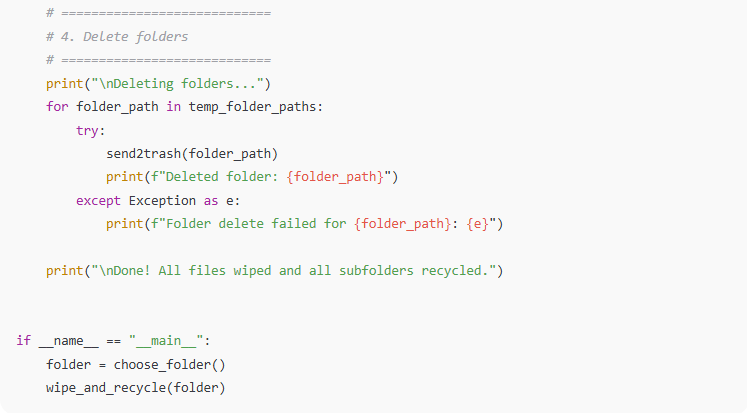 # ============================
# 4. Delete folders
# ============================
print("\nDeleting folders...")
for folder_path in temp_folder_paths:
try:
send2trash(folder_path)
print(f"Deleted folder: {folder_path}")
except Exception as e:
print(f"Folder delete failed for {folder_path}: {e}")
print("\nDone! All files wiped and all subfolders recycled.")
if __name__ == "__main__":
folder = choose_folder()
wipe_and_recycle(folder)